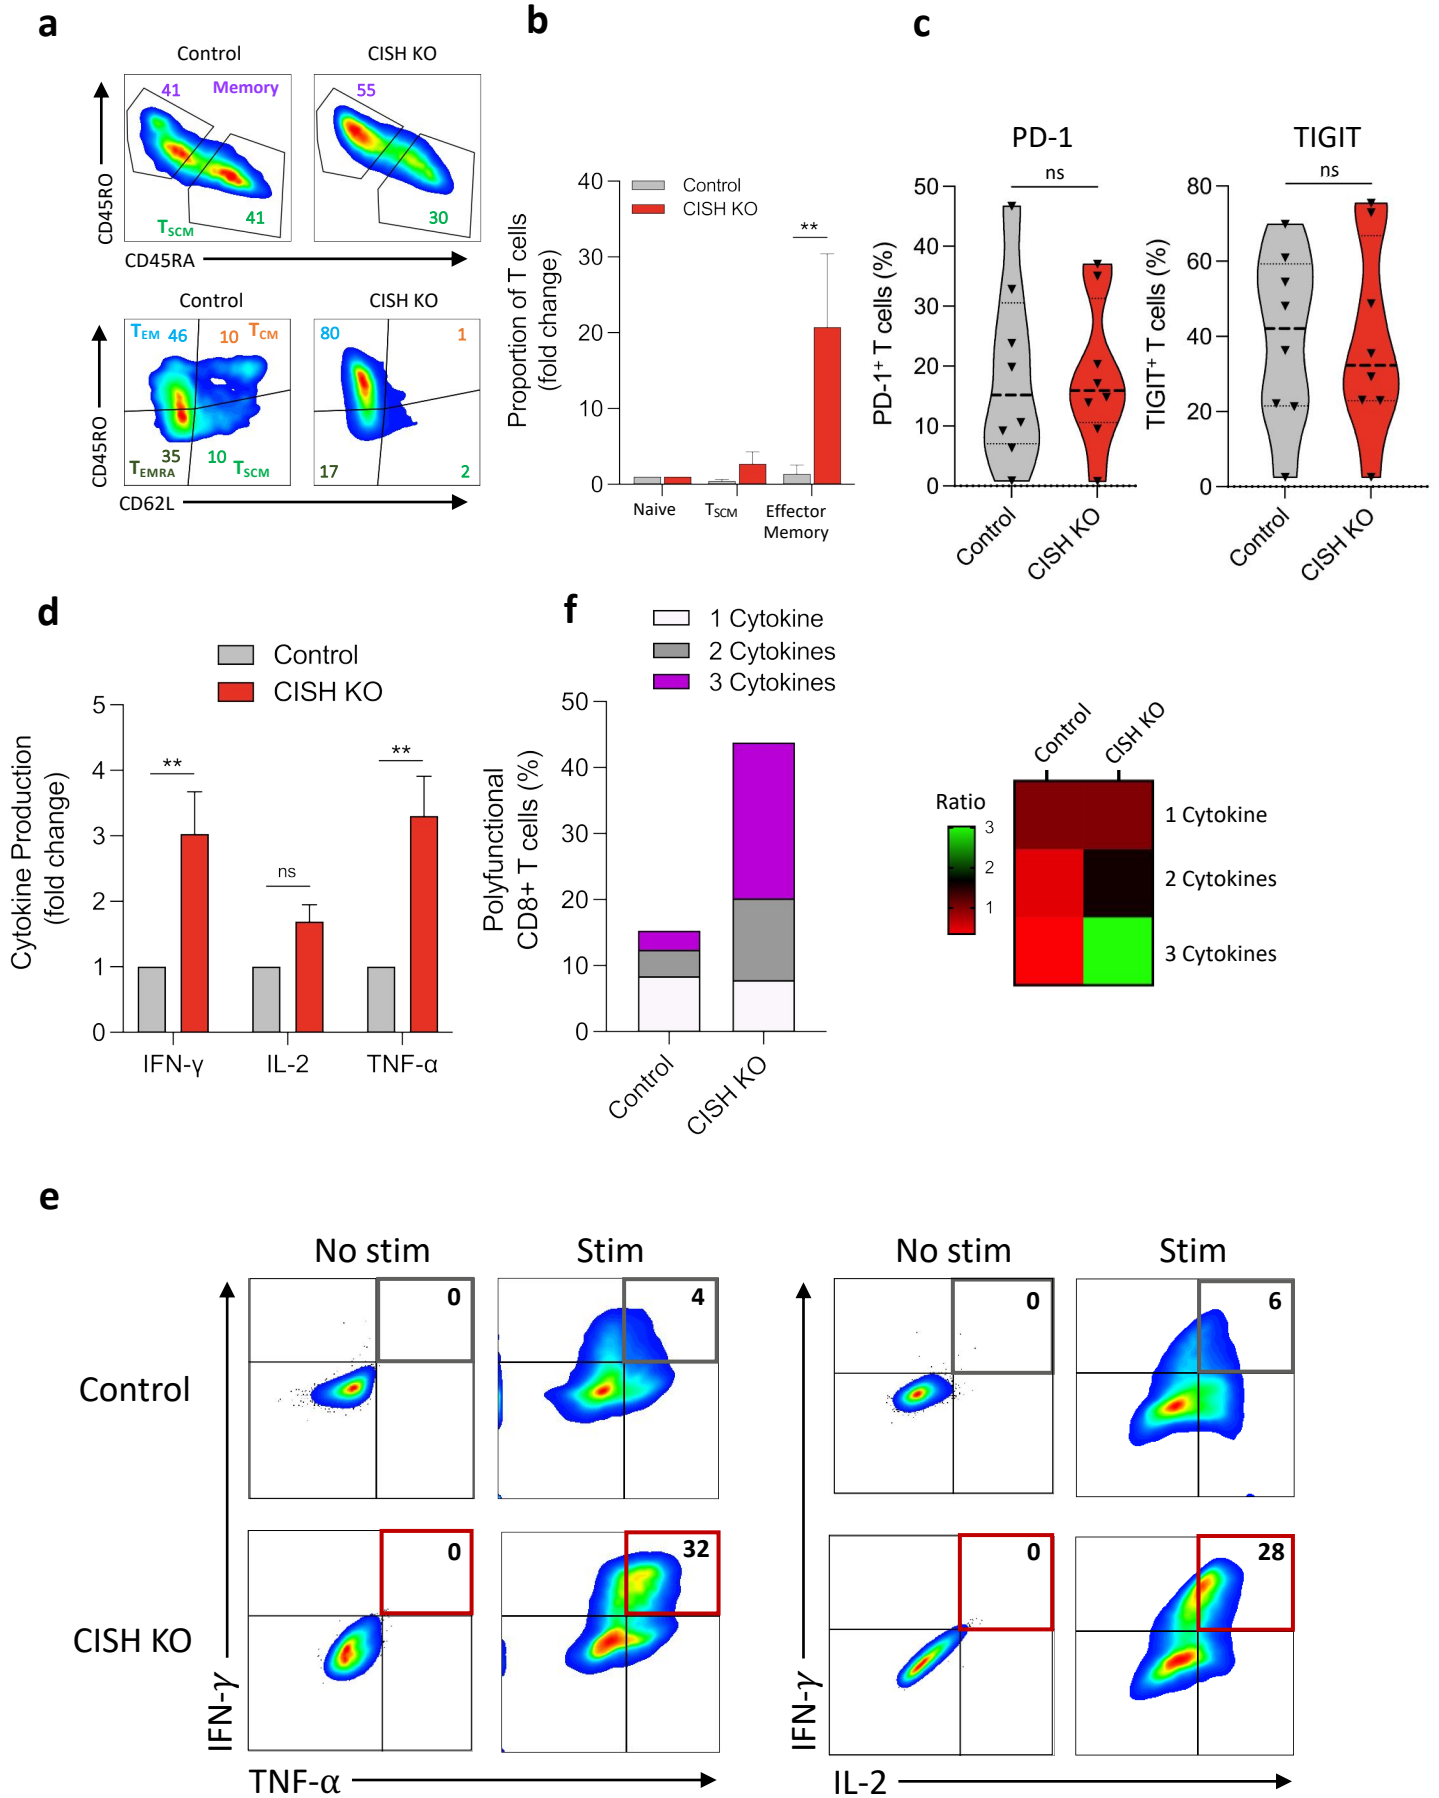 a
Control
CISH KO
41
Memory
55
TSCM
41
30
CD45RO
CD45RA
Control
CISH KO
TEM 46
10 TCM
80
1
TEMRA 35
10 TSCM
17
2
CD45RO
CD62L
b
Control
CISH KO
Proportion of T cells
(fold change)
40
30
20
10
0
**
Naive
TSCM
Effector
Memory
c
PD-1
ns
PD-1+ T cells (%)
50
40
30
20
10
0
Control
CISH KO
TIGIT
ns
TIGIT+ T cells (%)
80
60
40
20
0
Control
CISH KO
d
Control
CISH KO
Cytokine Production
(fold change)
5
4
3
2
1
0
**
ns
**
IFN-γ
IL-2
TNF-α
f
1 Cytokine
2 Cytokines
3 Cytokines
Polyfunctional
CD8+ T cells (%)
50
40
30
20
10
0
Control
CISH KO
Control
CISH KO
Ratio
3
2
1
1 Cytokine
2 Cytokines
3 Cytokines
e
No stim
Stim
No stim
Stim
Control
0
4
0
6
CISH KO
0
32
0
28
IFN-γ
IFN-γ
TNF-α
IL-2